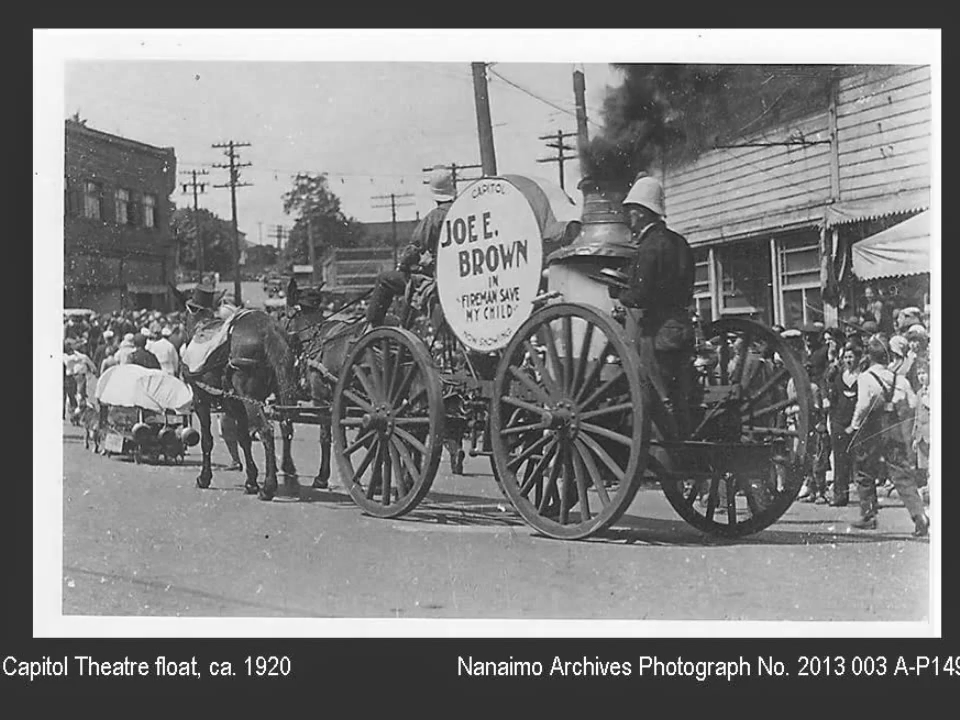 CAPITOL
JOE E.
BROWN
IN
"FIREMAN SAVE
MY CHILD"
NOW SHOWING
Capitol Theatre float, ca. 1920
Nanaimo Archives Photograph No. 2013 003 A-P149